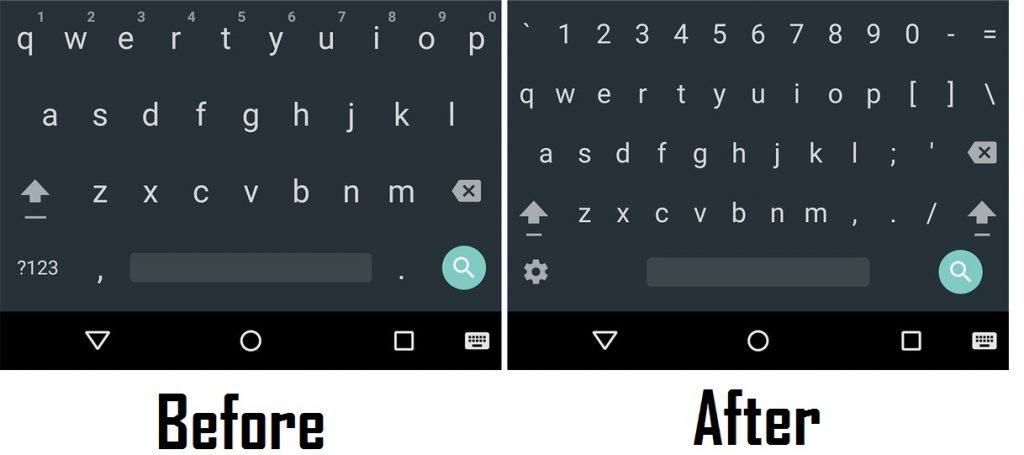 1 2 3 4 5 6 7 8 9 0
q w e r t y u i o p
a s d f g h j k l
z x c v b n m
?123 , .
` 1 2 3 4 5 6 7 8 9 0 - =
q w e r t y u i o p [ ] \
a s d f g h j k l ; '
z x c v b n m , . /
Before
After